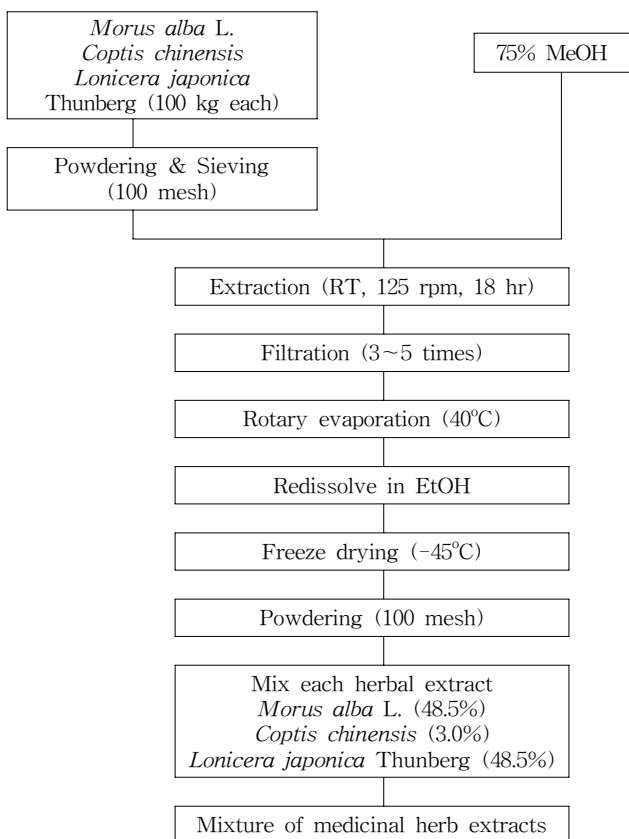 Morus alba L.
Coptis chinensis
Lonicera japonica
Thunberg (100 kg each)
75% MeOH
Powdering & Sieving
(100 mesh)
Extraction (RT, 125 rpm, 18 hr)
Filtration (3~5 times)
Rotary evaporation (40°C)
Redissolve in EtOH
Freeze drying (-45°C)
Powdering (100 mesh)
Mix each herbal extract
Morus alba L. (48.5%)
Coptis chinensis (3.0%)
Lonicera japonica Thunberg (48.5%)
Mixture of medicinal herb extracts